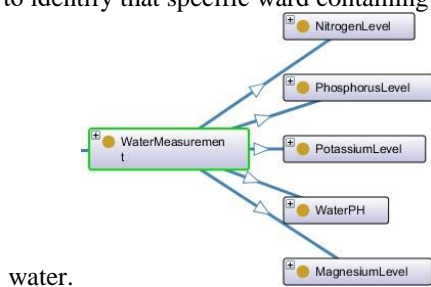 to identify that specific ward containing
NitrogenLevel
PhosphorusLevel
WaterMeasuremen
t
PotassiumLevel
WaterPH
MagnesiumLevel
water.